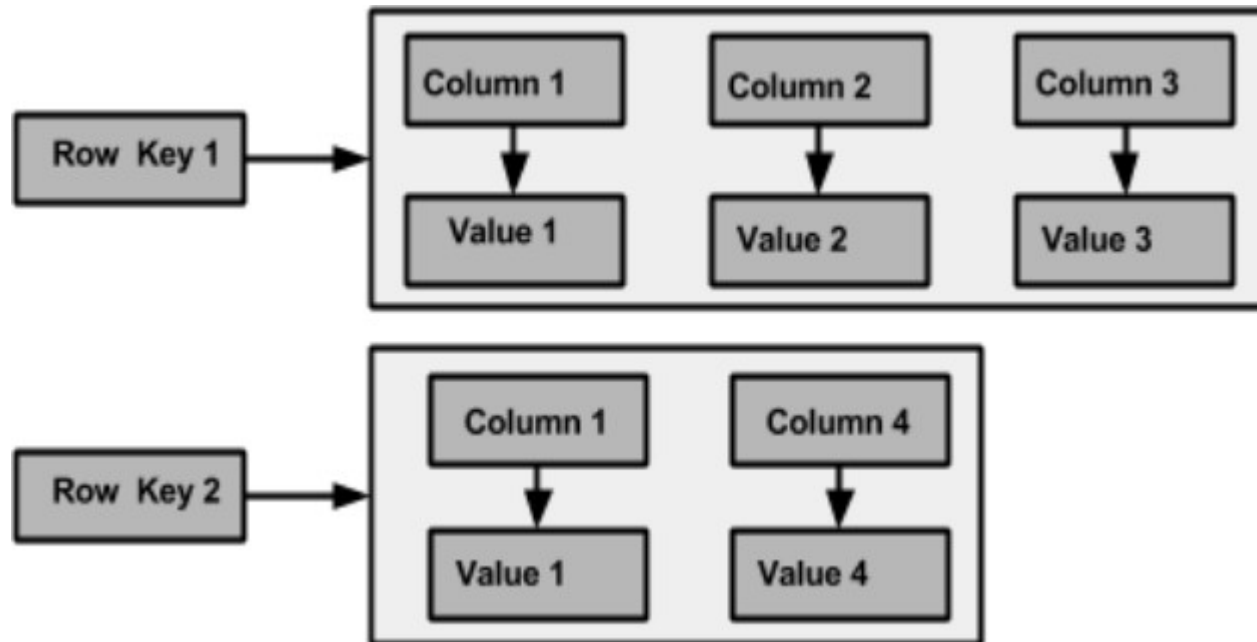 Column 1
Column 2
Column 3
Row Key 1
Value 1
Value 2
Value 3
Column 1
Column 4
Row Key 2
Value 1
Value 4